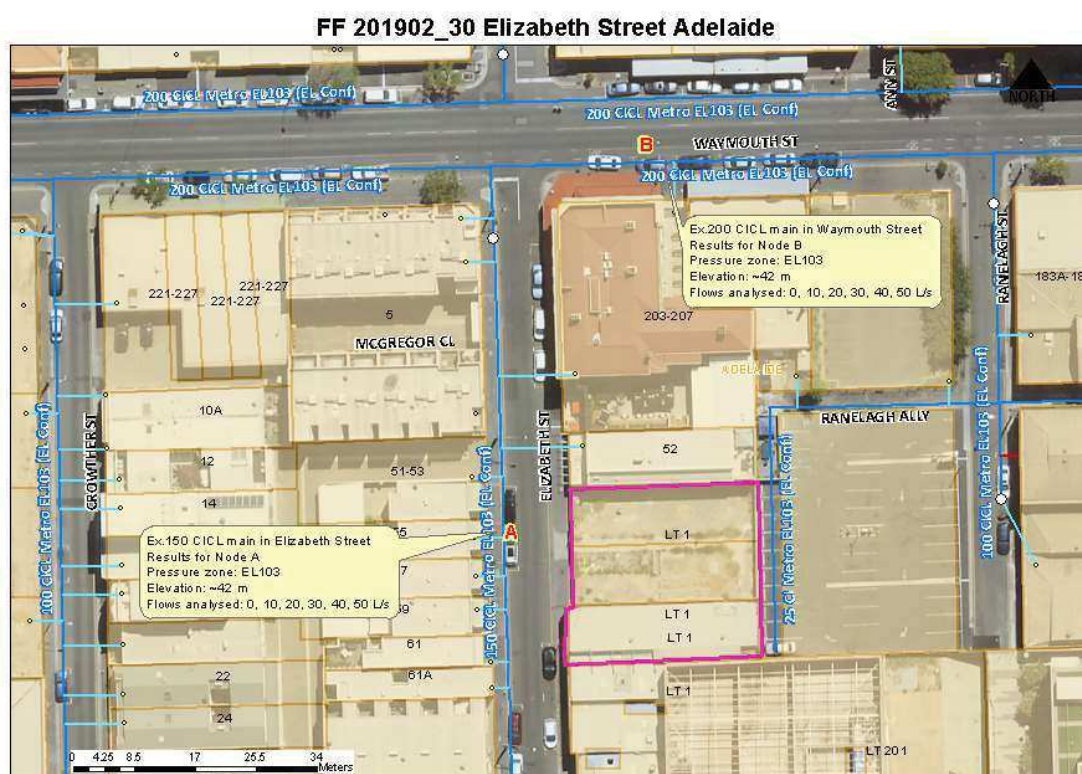 FF 201902_30 Elizabeth Street Adelaide
200 CICL Metro EL103 (EL Conf)
200 CICL Metro EL103 (EL Conf)
ANN ST
NORTH
B
WAYMOUTH ST
200 CICL Metro EL103 (EL Conf)
200 CICL Metro EL103 (EL Conf)
Ex.200 CICL main in Waymouth Street
Results for Node B
Pressure zone: EL103
Elevation: ~42 m
Flows analysed: 0, 10, 20, 30, 40, 50 L/s
RANELAGH ST
183A-18
221-227
221-227
221-227
5
MCGREGOR CL
203-207
ADELAIDE
10A
CROWTHER ST
ELIZABETH ST
RANELAGH ALLY
100 CICL Metro EL103 (EL Conf)
12
14
51-53
52
100 CICL Metro EL103 (EL Conf)
150 CICL Metro EL103 (EL Conf)
25 CI Metro EL103 (EL Conf)
A
Ex.150 CICL main in Elizabeth Street
Results for Node A
Pressure zone: EL103
Elevation: ~42 m
Flows analysed: 0, 10, 20, 30, 40, 50 L/s
LT 1
LT 1
LT 1
61
22
61A
LT 1
24
LT 201
0 4.25 8.5 17 25.5 34
Meters